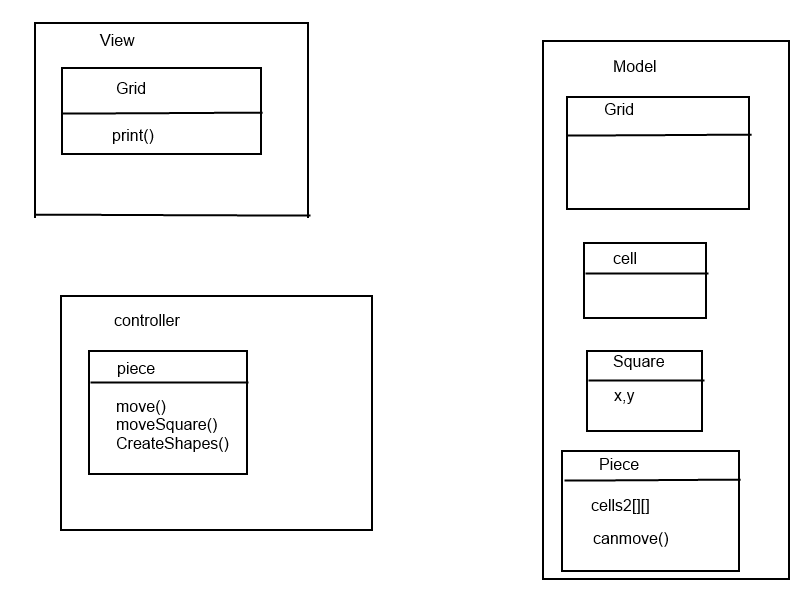 View
Grid
print()
controller
piece
move()
moveSquare()
CreateShapes()
Model
Grid
cell
Square
x,y
Piece
cells2[][]
canmove()